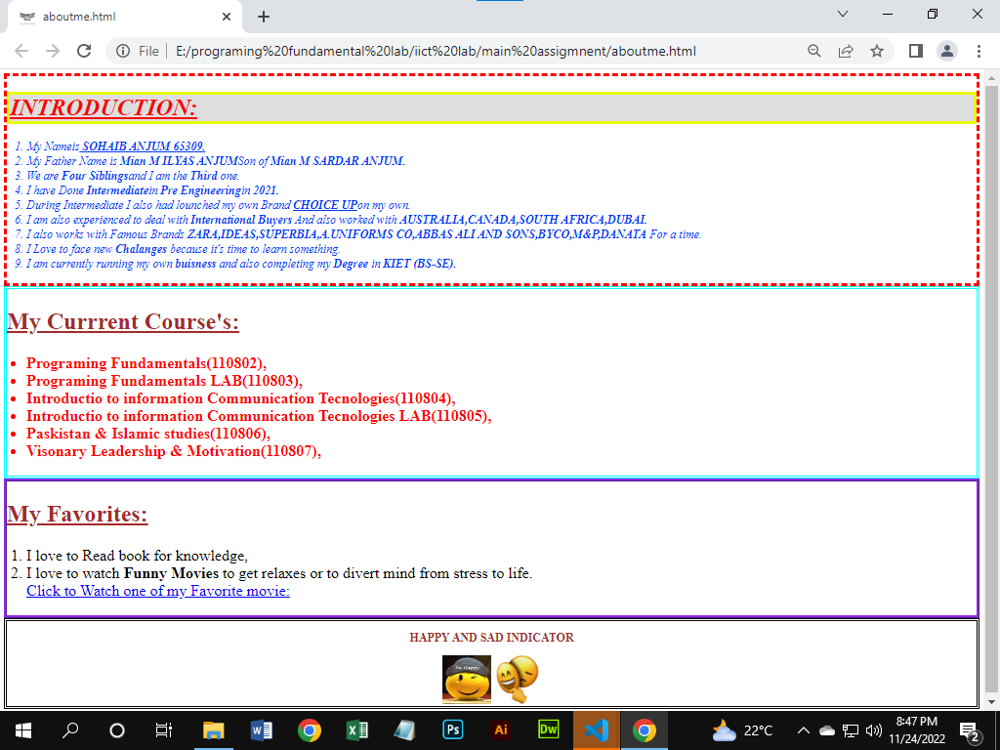 aboutme.html
File
E:/programing%20fundamental%20lab/iict%20lab/main%20assigmnent/aboutme.html
INTRODUCTION:
1. My Nameis SOHAIB ANJUM 65309.
2. My Father Name is Mian M ILYAS ANJUMSon of Mian M SARDAR ANJUM.
3. We are Four Siblingsand I am the Third one.
4. I have Done Intermediatein Pre Engineeringin 2021.
5. During Intermediate I also had lounched my own Brand CHOICE UPon my own.
6. I am also experienced to deal with International Buyers And also worked with AUSTRALIA,CANADA,SOUTH AFRICA,DUBAI.
7. I also works with Famous Brands ZARA,IDEAS,SUPERBIA,A.UNIFORMS CO,ABBAS ALI AND SONS,BYCO,M&P,DANATA For a time.
8. I Love to face new Chalanges because it's time to learn something.
9. I am currently running my own buisness and also completing my Degree in KIET (BS-SE).
My Currrent Course's:
• Programing Fundamentals(110802),
• Programing Fundamentals LAB(110803),
• Introductio to information Communication Tecnologies(110804),
• Introductio to information Communication Tecnologies LAB(110805),
• Paskistan & Islamic studies(110806),
• Visonary Leadership & Motivation(110807),
My Favorites:
1. I love to Read book for knowledge,
2. I love to watch Funny Movies to get relaxes or to divert mind from stress to life.
Click to Watch one of my Favorite movie:
HAPPY AND SAD INDICATOR
Be Happy
W
X
Ps
Ai
Dw
22°C
8:47 PM
11/24/2022
2